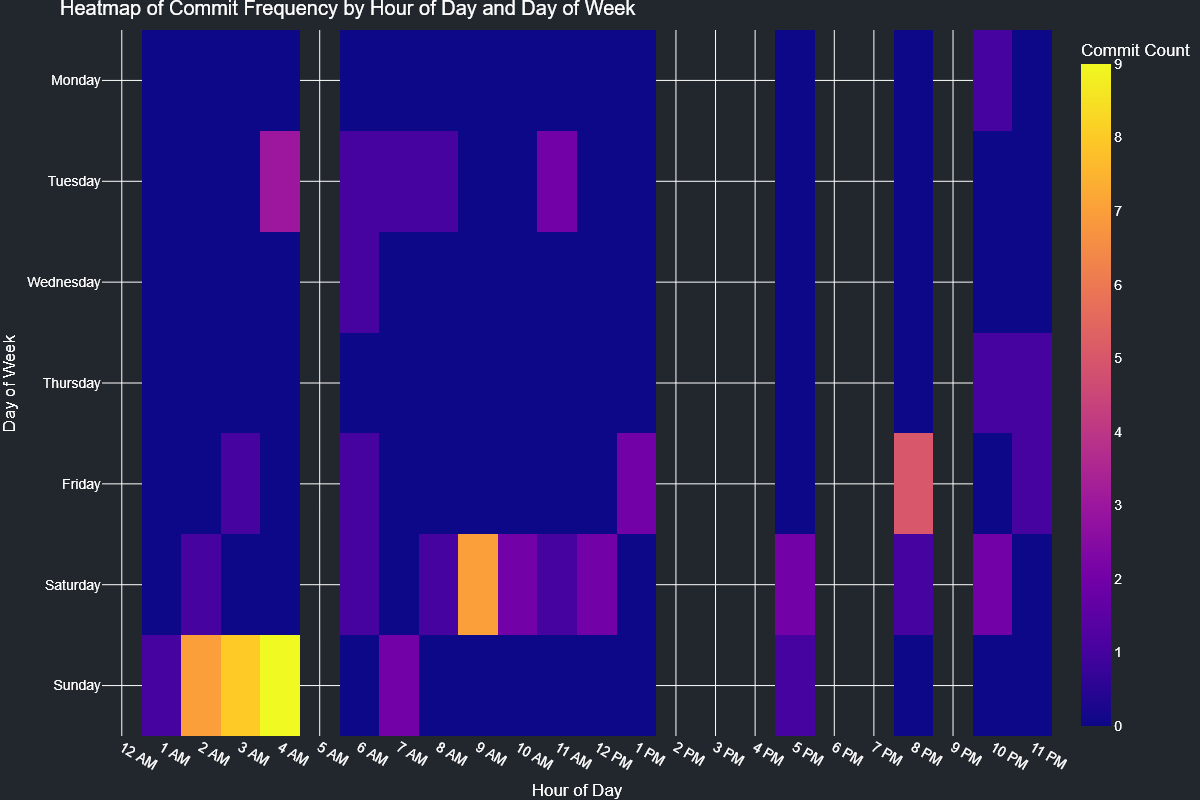 Heatmap of Commit Frequency by Hour of Day and Day of Week
Commit Count
9
8
7
6
5
4
3
2
1
0
Day of Week
Monday
Tuesday
Wednesday
Thursday
Friday
Saturday
Sunday
12 AM
1 AM
2 AM
3 AM
4 AM
5 AM
6 AM
7 AM
8 AM
9 AM
10 AM
11 AM
12 PM
1 PM
2 PM
3 PM
4 PM
5 PM
6 PM
7 PM
8 PM
9 PM
10 PM
11 PM
Hour of Day